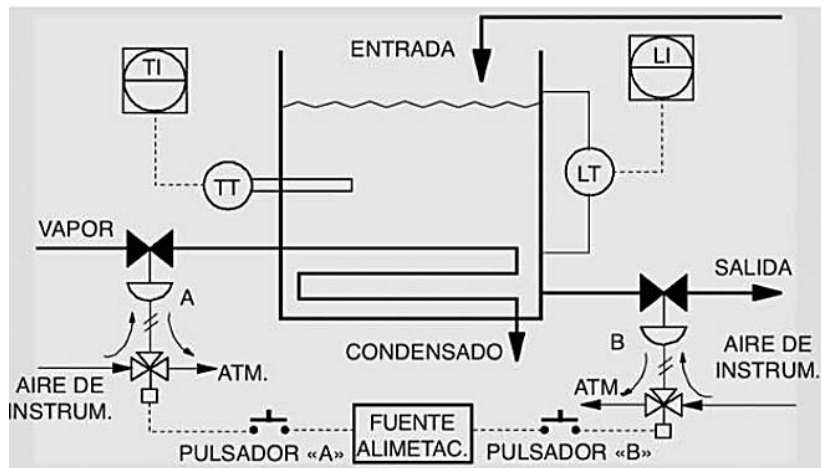 ENTRADA
TI
LI
TT
LT
VAPOR
SALIDA
A
B
CONDENSADO
AIRE DE
INSTRUM.
ATM.
ATM.
AIRE DE
INSTRUM.
FUENTE
ALIMETAC.
PULSADOR «A»
PULSADOR «B»